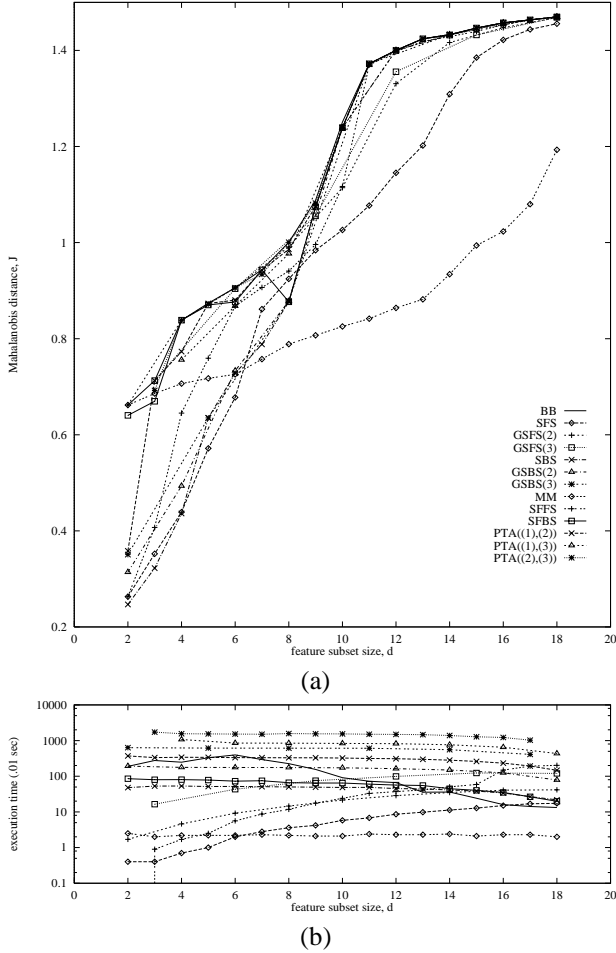 1.4
1.2
1
0.8
0.6
0.4
0.2
Mahalanobis distance, J
BB
SFS
GSFS(2)
GSFS(3)
SBS
GSBS(2)
GSBS(3)
MM
SFFS
SFBS
PTA((1),(2))
PTA((1),(3))
PTA((2),(3))
0 2 4 6 8 10 12 14 16 18 20
feature subset size, d
(a)
10000
1000
100
10
1
0.1
execution time (.01 sec)
0 2 4 6 8 10 12 14 16 18 20
feature subset size, d
(b)